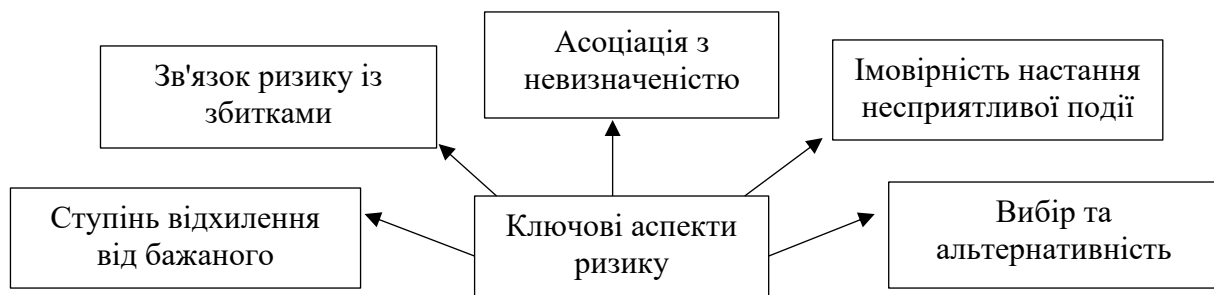 Зв'язок ризику із
збитками
Асоціація з
невизначеністю
Імовірність настання
несприятливої події
Ступінь відхилення
від бажаного
Ключові аспекти
ризику
Вибір та
альтернативність